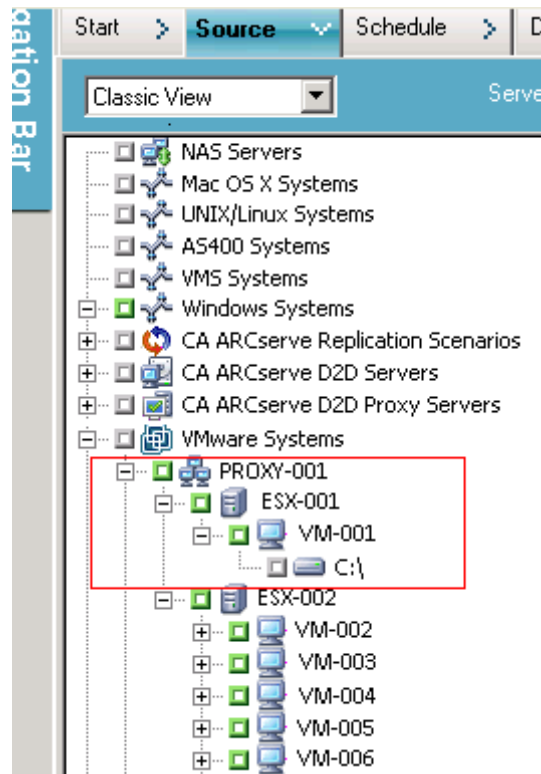 gation Bar
Start > Source Schedule > D
Classic View Serve
NAS Servers
Mac OS X Systems
UNIX/Linux Systems
AS400 Systems
VMS Systems
Windows Systems
CA ARCserve Replication Scenarios
CA ARCserve D2D Servers
CA ARCserve D2D Proxy Servers
VMware Systems
PROXY-001
ESX-001
VM-001
C:\
ESX-002
VM-002
VM-003
VM-004
VM-005
VM-006